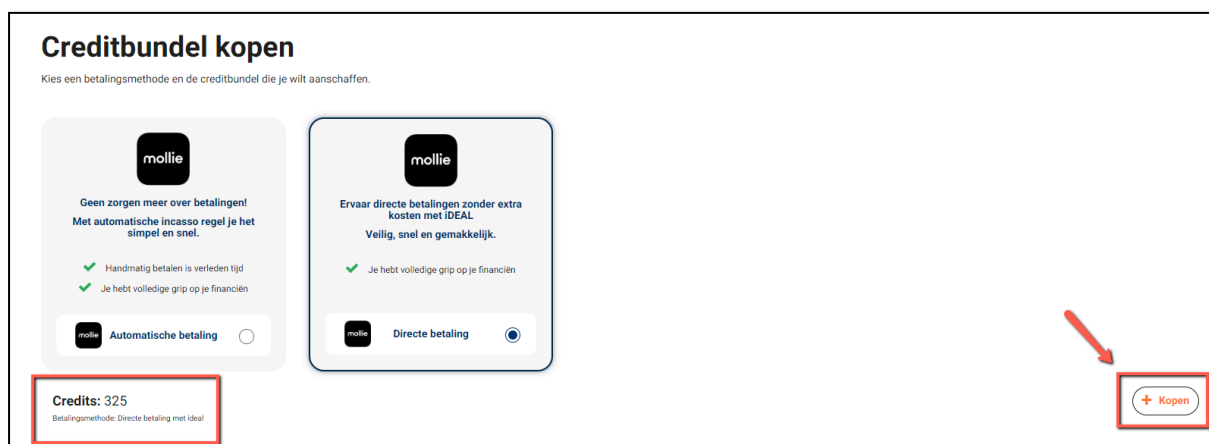 Creditbundel kopen
Kies een betalingsmethode en de creditbundel die je wilt aanschaffen.
mollie
Geen zorgen meer over betalingen!
Met automatische incasso regel je het
simpel en snel.
Handmatig betalen is verleden tijd
Je hebt volledige grip op je financiën
mollie
Automatische betaling
mollie
Ervaar directe betalingen zonder extra
kosten met iDEAL
Veilig, snel en gemakkelijk.
Je hebt volledige grip op je financiën
mollie
Directe betaling
Credits: 325
Betalingsmethode: Directe betaling met ideal
+ Kopen